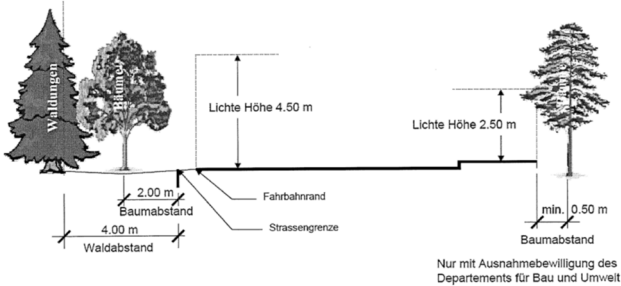 Waldungen
Bäume
Lichte Höhe 4.50 m
Lichte Höhe 2.50 m
2.00 m
Baumabstand
4.00 m
Waldabstand
Fahrbahnrand
Strassengrenze
min. 0.50 m
Baumabstand
Nur mit Ausnahmebewilligung des
Departements für Bau und Umwelt